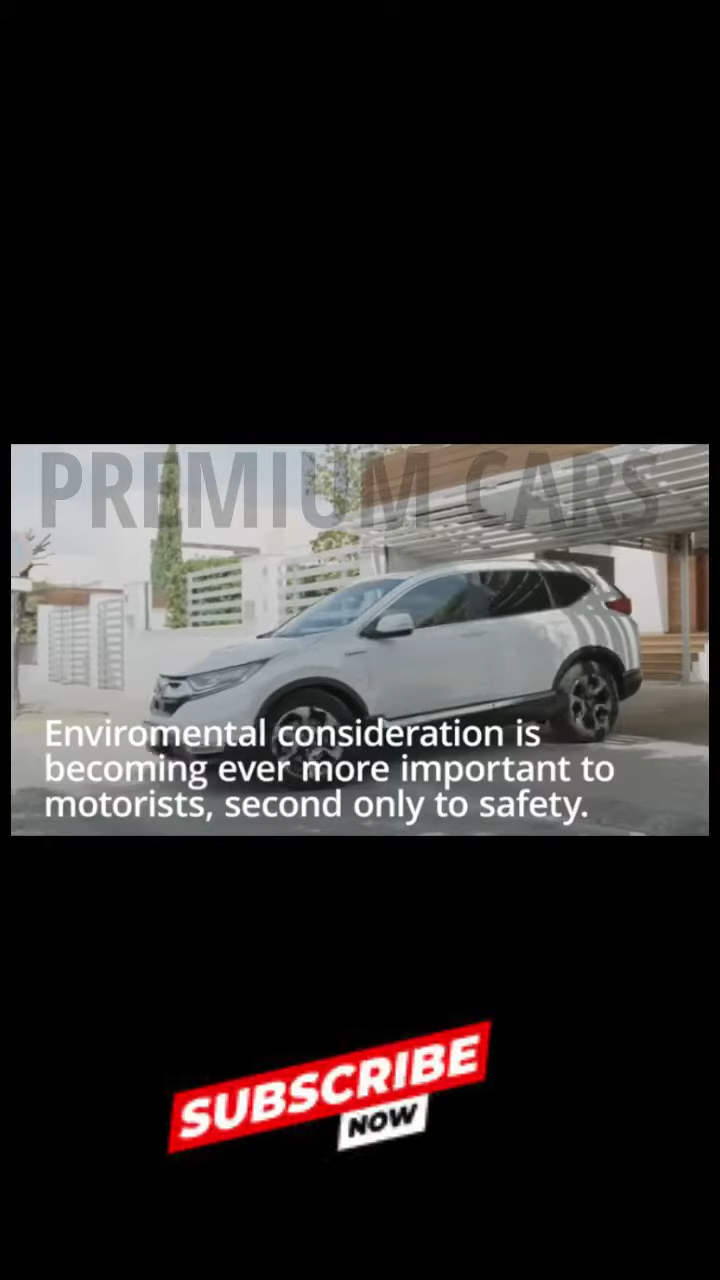 PREMIUM CARS
Enviromental consideration is
becoming ever more important to
motorists, second only to safety.
SUBSCRIBE
NOW